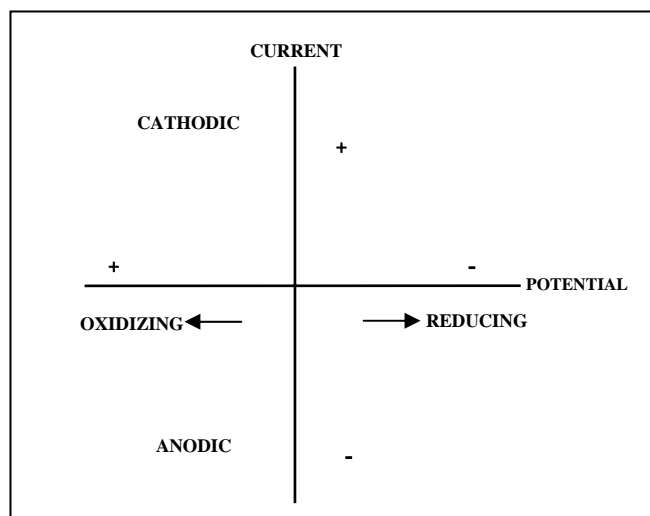 CURRENT
CATHODIC
+
+ -
POTENTIAL
OXIDIZING REDUCING
ANODIC
-